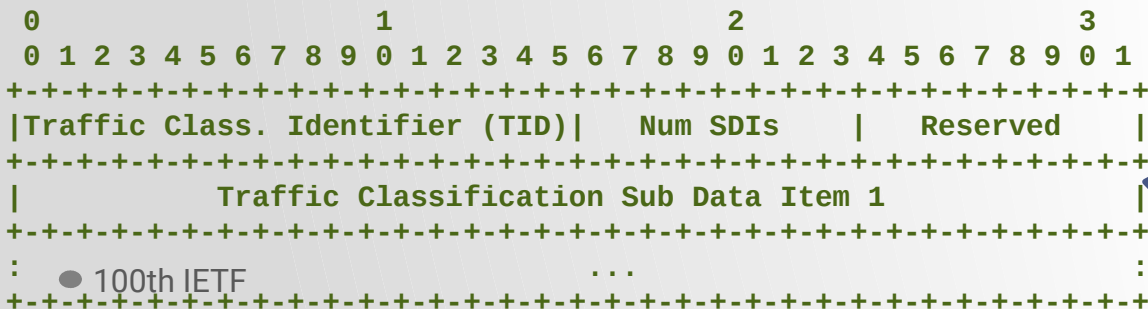 0                   1                   2                   3
 0 1 2 3 4 5 6 7 8 9 0 1 2 3 4 5 6 7 8 9 0 1 2 3 4 5 6 7 8 9 0 1
+-+-+-+-+-+-+-+-+-+-+-+-+-+-+-+-+-+-+-+-+-+-+-+-+-+-+-+-+-+-+-+-+
|Traffic Class. Identifier (TID)|   Num SDIs    |   Reserved    |
+-+-+-+-+-+-+-+-+-+-+-+-+-+-+-+-+-+-+-+-+-+-+-+-+-+-+-+-+-+-+-+-+
|           Traffic Classification Sub Data Item 1              |
+-+-+-+-+-+-+-+-+-+-+-+-+-+-+-+-+-+-+-+-+-+-+-+-+-+-+-+-+-+-+-+-+
:                                ...                            :
100th IETF
+-+-+-+-+-+-+-+-+-+-+-+-+-+-+-+-+-+-+-+-+-+-+-+-+-+-+-+-+-+-+-+-+